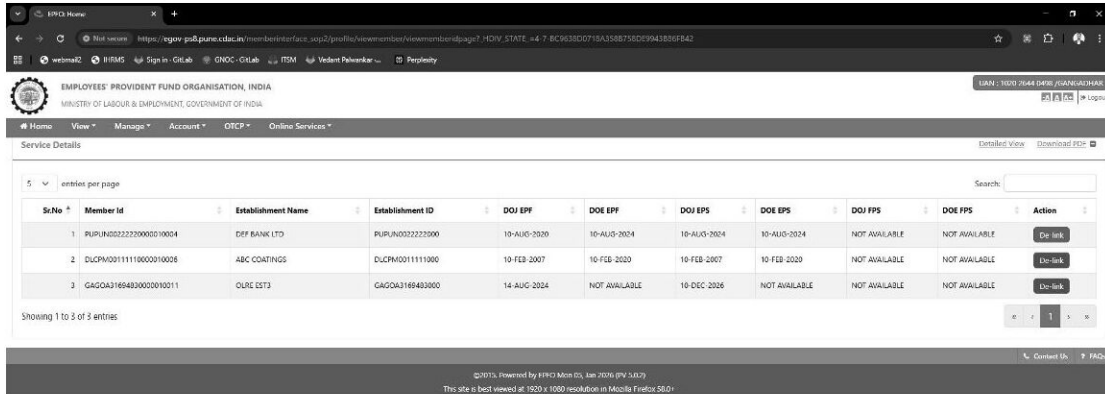 EPFO: Home
Not secure https://egov-ps8.pune.cdac.in/memberinterface_sop2/profile/viewmember/viewmemberidpage?_HDIV_STATE_=4-7-BC9638D0715A358B75BDE9943B86FB42
webmail2 IHRMS Sign in · GitLab GNOC · GitLab ITSM Vedant Palwankar -... Perplexity
EMPLOYEES' PROVIDENT FUND ORGANISATION, INDIA
MINISTRY OF LABOUR & EMPLOYMENT, GOVERNMENT OF INDIA
UAN : 1020 2644 0498 /GANGADHAR
-A A A+ Logou
Home View Manage Account OTCP Online Services
Service Details Detailed View Download PDF
5 entries per page Search:
Sr.No Member Id Establishment Name Establishment ID DOJ EPF DOE EPF DOJ EPS DOE EPS DOJ FPS DOE FPS Action
1 PUPUN00222220000010004 DEF BANK LTD PUPUN0022222000 10-AUG-2020 10-AUG-2024 10-AUG-2024 10-AUG-2024 NOT AVAILABLE NOT AVAILABLE De-link
2 DLCPM00111110000010006 ABC COATINGS DLCPM0011111000 10-FEB-2007 10-FEB-2020 10-FEB-2007 10-FEB-2020 NOT AVAILABLE NOT AVAILABLE De-link
3 GAGOA31694830000010011 OLRE EST3 GAGOA3169483000 14-AUG-2024 NOT AVAILABLE 10-DEC-2026 NOT AVAILABLE NOT AVAILABLE NOT AVAILABLE De-link
Showing 1 to 3 of 3 entries « ‹ 1 › »
Contact Us ? FAQs
©2015. Powered by EPFO Mon 05, Jan 2026 (PV 5.0.2)
This site is best viewed at 1920 x 1080 resolution in Mozilla Firefox 58.0+